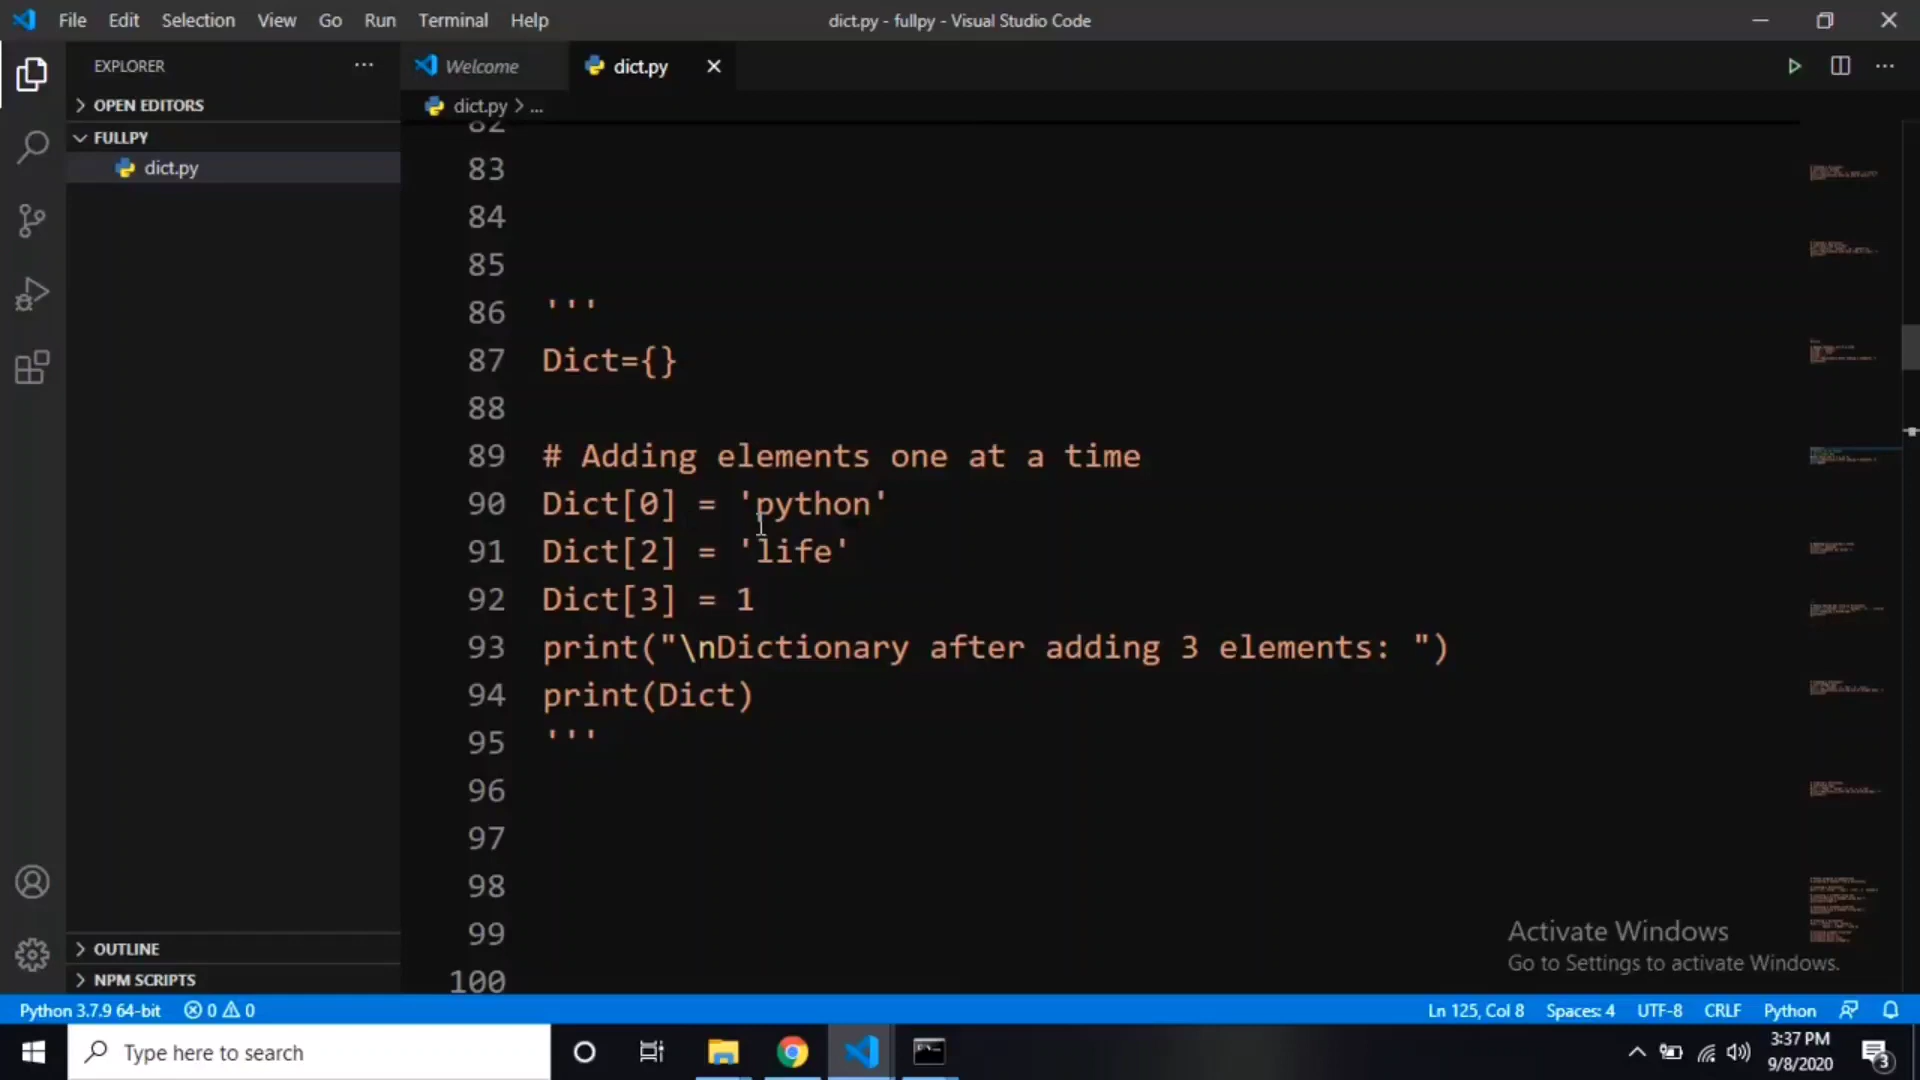 File Edit Selection View Go Run Terminal Help
dict.py - fullpy - Visual Studio Code
EXPLORER
OPEN EDITORS
FULLPY
dict.py
OUTLINE
NPM SCRIPTS
Welcome
dict.py
dict.py > ...
82
83
84
85
86 '''
87 Dict={}
88
89 # Adding elements one at a time
90 Dict[0] = 'python'
91 Dict[2] = 'life'
92 Dict[3] = 1
93 print("\nDictionary after adding 3 elements: ")
94 print(Dict)
95 '''
96
97
98
99
100
Activate Windows
Go to Settings to activate Windows.
Python 3.7.9 64-bit 0 0
Ln 125, Col 8 Spaces: 4 UTF-8 CRLF Python
Type here to search
3:37 PM
9/8/2020
3